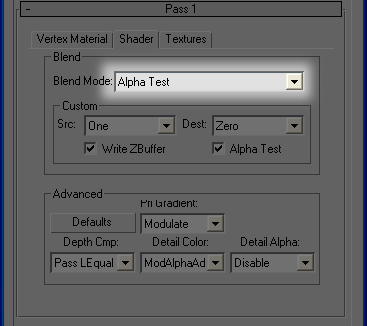 - Pass 1
Vertex Material Shader Textures
Blend
Blend Mode: Alpha Test
Custom
Src: One Dest: Zero
Write ZBuffer Alpha Test
Advanced
Pri Gradient:
Defaults Modulate
Depth Cmp: Detail Color: Detail Alpha:
Pass LEqual ModAlphaAd Disable